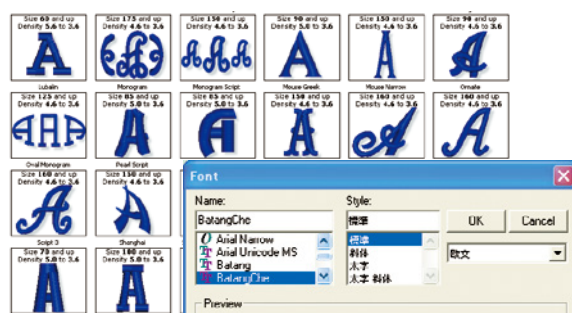 Size 60 and up
Density 5.6 to 3.6
Size 175 and up
Density 4.6 to 3.6
Size 150 and up
Density 4.6 to 3.6
Size 90 and up
Density 5.0 to 3.6
Size 150 and up
Density 4.4 to 3.6
Size 90 and up
Density 4.6 to 3.6
Lubalin
Monogram
Monogram Script
Mouse Greek
Mouse Narrow
Ornate
Size 125 and up
Density 4.6 to 3.6
Size 85 and up
Density 5.0 to 3.6
Size 85 and up
Density 5.0 to 3.6
Size 150 and up
Density 4.6 to 3.6
Size 160 and up
Density 4.6 to 3.6
Size 160 and up
Density 4.5 to 3.6
Oval Monogram
Pearl Script
Size 160 and up
Density 4.6 to 3.6
Size 150 and up
Density 4.6 to 3.6
Script 3
Shanghai
Size 70 and up
Density 5.0 to 3.6
Size 100 and up
Density 5.0 to 3.6
Font
Name:
Style:
BatangChe
標準
OK
Cancel
Arial Narrow
Arial Unicode MS
Batang
BatangChe
標準
斜体
太字
太字 斜体
欧文
Preview